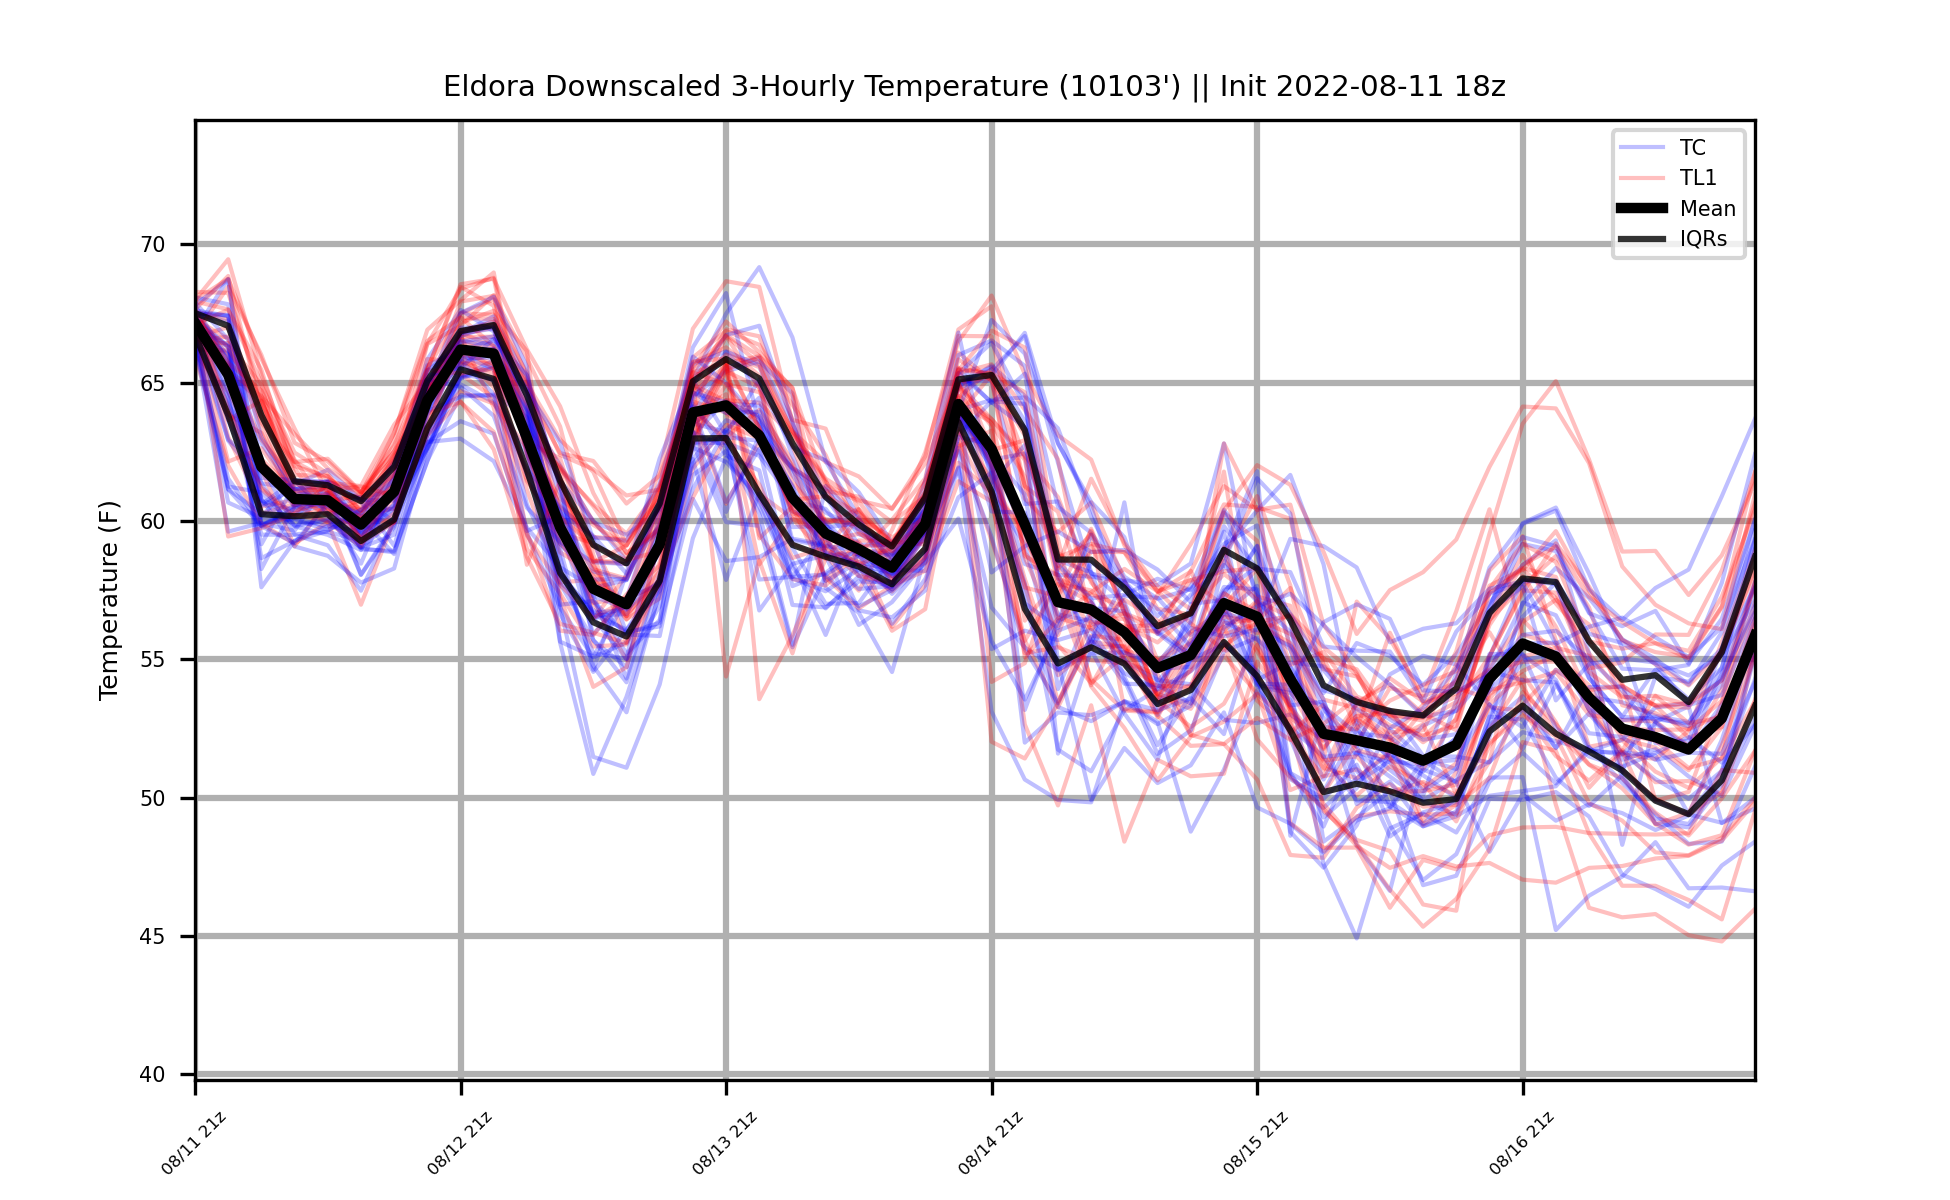 Eldora Downscaled 3-Hourly Temperature (10103') || Init 2022-08-11 18z
TC
TL1
Mean
IQRs
Temperature (F)
70
65
60
55
50
45
40
08/11 21z
08/12 21z
08/13 21z
08/14 21z
08/15 21z
08/16 21z